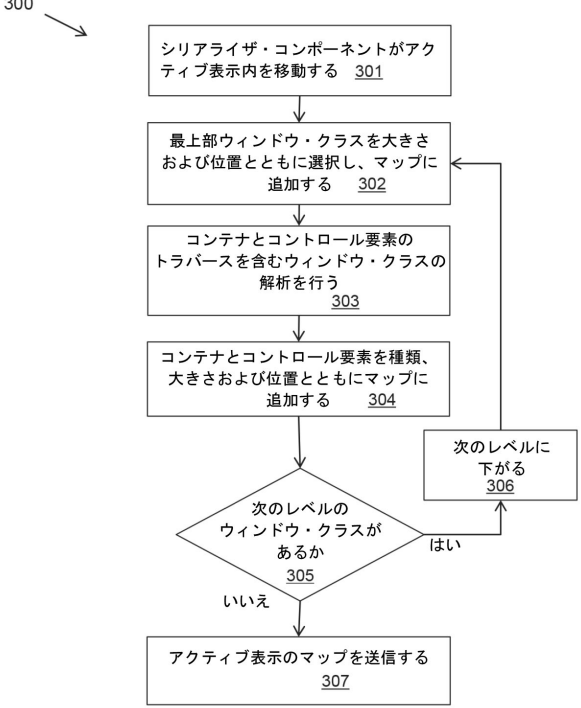 300
シリアライザ・コンポーネントがアク
ティブ表示内を移動する 301
最上部ウィンドウ・クラスを大きさ
および位置とともに選択し、マップに
追加する 302
コンテナとコントロール要素の
トラバースを含むウィンドウ・クラスの
解析を行う
303
コンテナとコントロール要素を種類、
大きさおよび位置とともにマップに
追加する 304
次のレベルに
下がる
306
次のレベルの
ウィンドウ・クラスが
あるか
305
はい
いいえ
アクティブ表示のマップを送信する
307